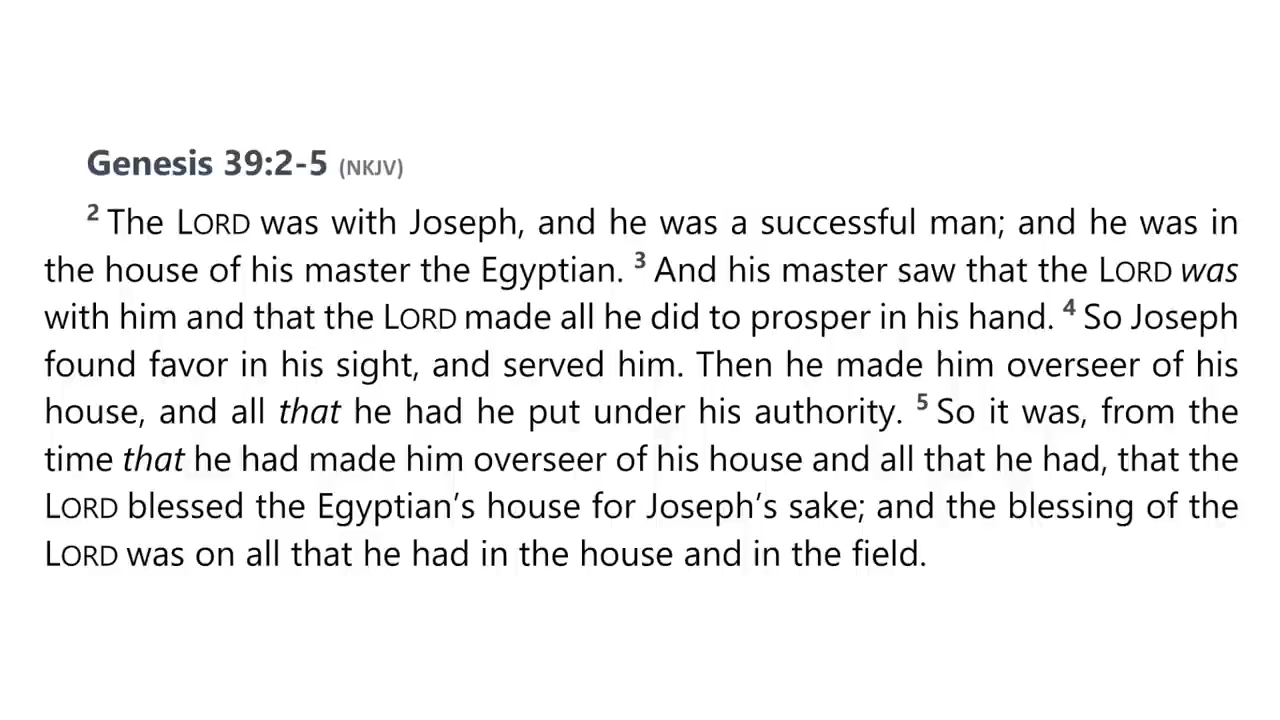 Genesis 39:2-5 (NKJV)
2 The LORD was with Joseph, and he was a successful man; and he was in
the house of his master the Egyptian. 3 And his master saw that the LORD was
with him and that the LORD made all he did to prosper in his hand. 4 So Joseph
found favor in his sight, and served him. Then he made him overseer of his
house, and all that he had he put under his authority. 5 So it was, from the
time that he had made him overseer of his house and all that he had, that the
LORD blessed the Egyptian’s house for Joseph’s sake; and the blessing of the
LORD was on all that he had in the house and in the field.